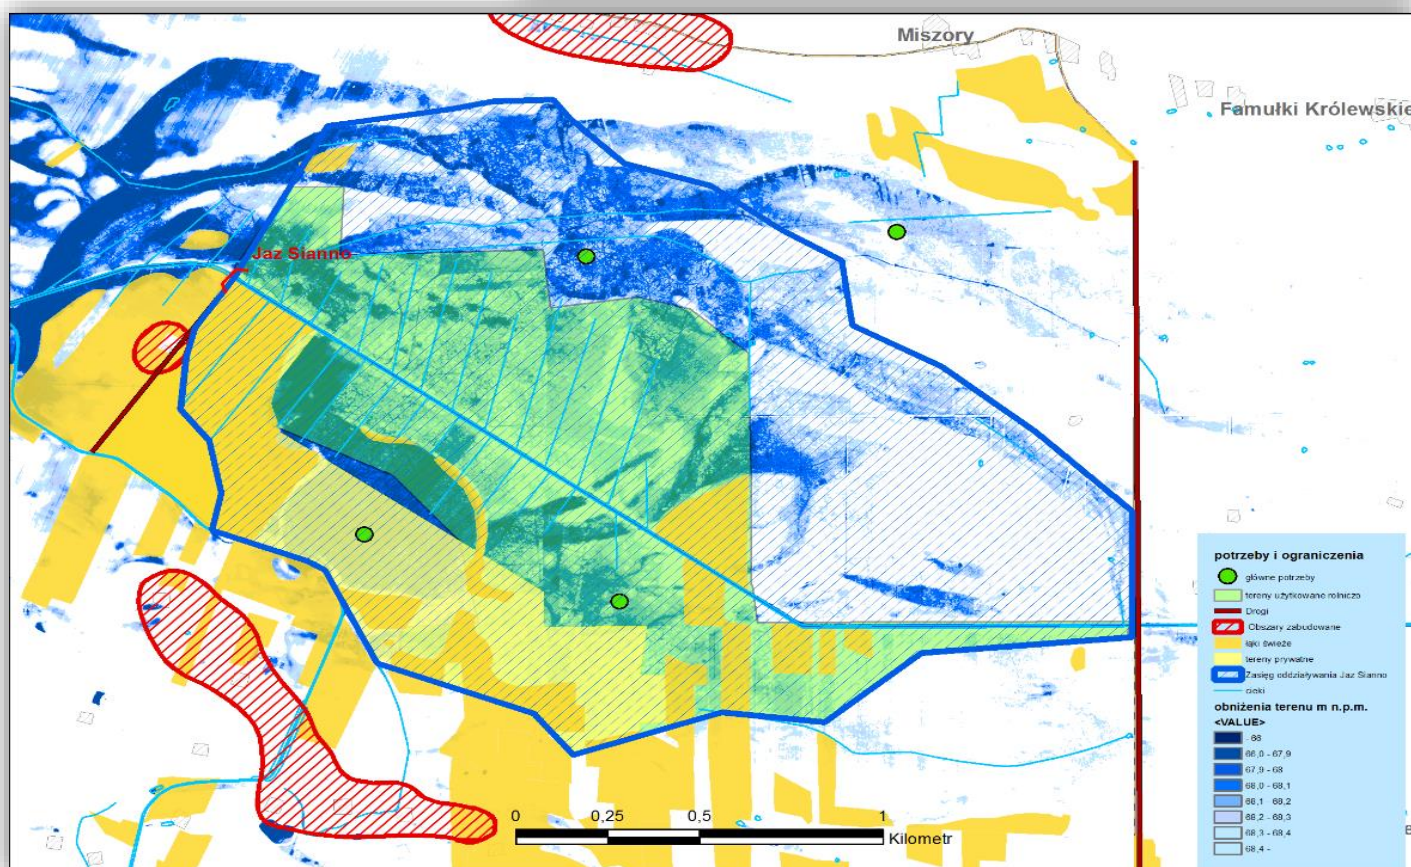 Miszory
Famułki Królewskie
Jaz Sianno
potrzeby i ograniczenia
główne potrzeby
tereny użytkowane rolniczo
Drogi
Obszary zabudowane
łąki świeże
tereny prywatne
Zasięg oddziaływania Jaz Sianno
cieki
obniżenia terenu m n.p.m.
<VALUE>
- 66
66,0 - 67,9
67,9 - 68
68,0 - 68,1
68,1 - 68,2
68,2 - 68,3
68,3 - 68,4
68,4 -
0 0,25 0,5 1
Kilometr